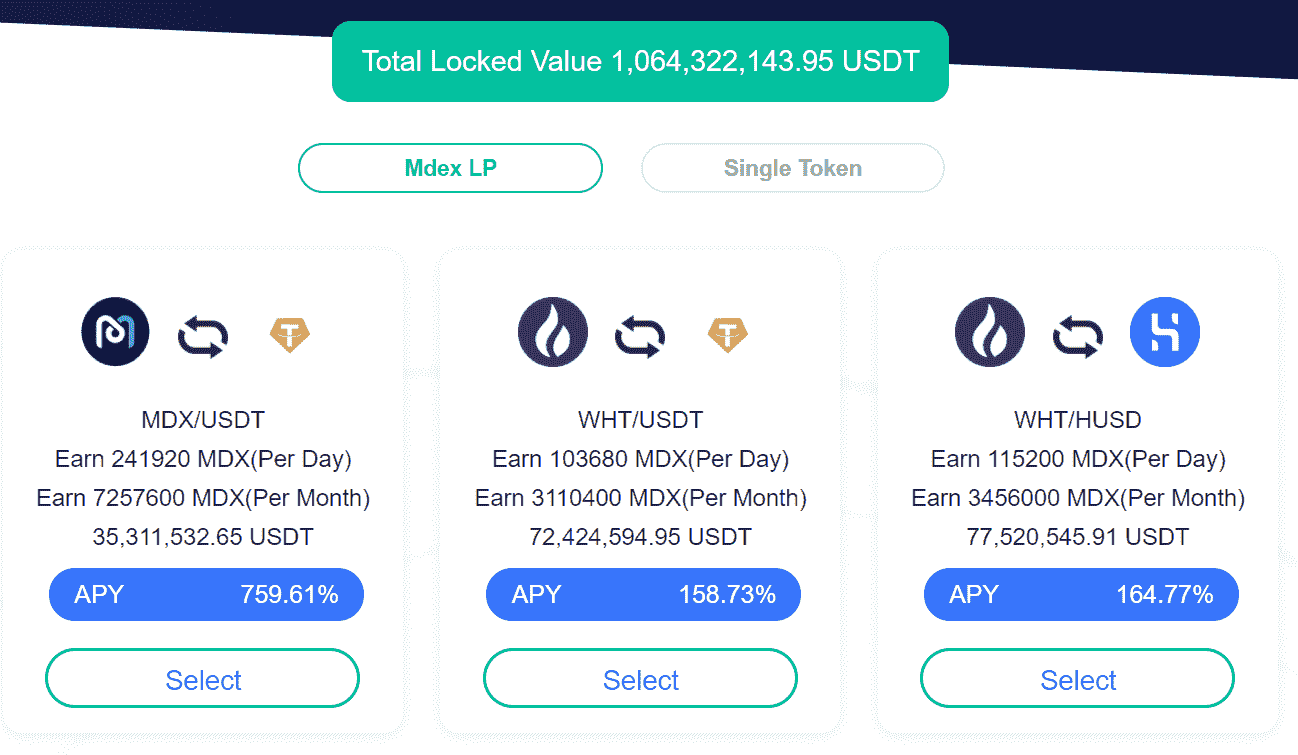 Total Locked Value 1,064,322,143.95 USDT
Mdex LP
Single Token
MDX/USDT
Earn 241920 MDX(Per Day)
Earn 7257600 MDX(Per Month)
35,311,532.65 USDT
APY 759.61%
Select
WHT/USDT
Earn 103680 MDX(Per Day)
Earn 3110400 MDX(Per Month)
72,424,594.95 USDT
APY 158.73%
Select
WHT/HUSD
Earn 115200 MDX(Per Day)
Earn 3456000 MDX(Per Month)
77,520,545.91 USDT
APY 164.77%
Select